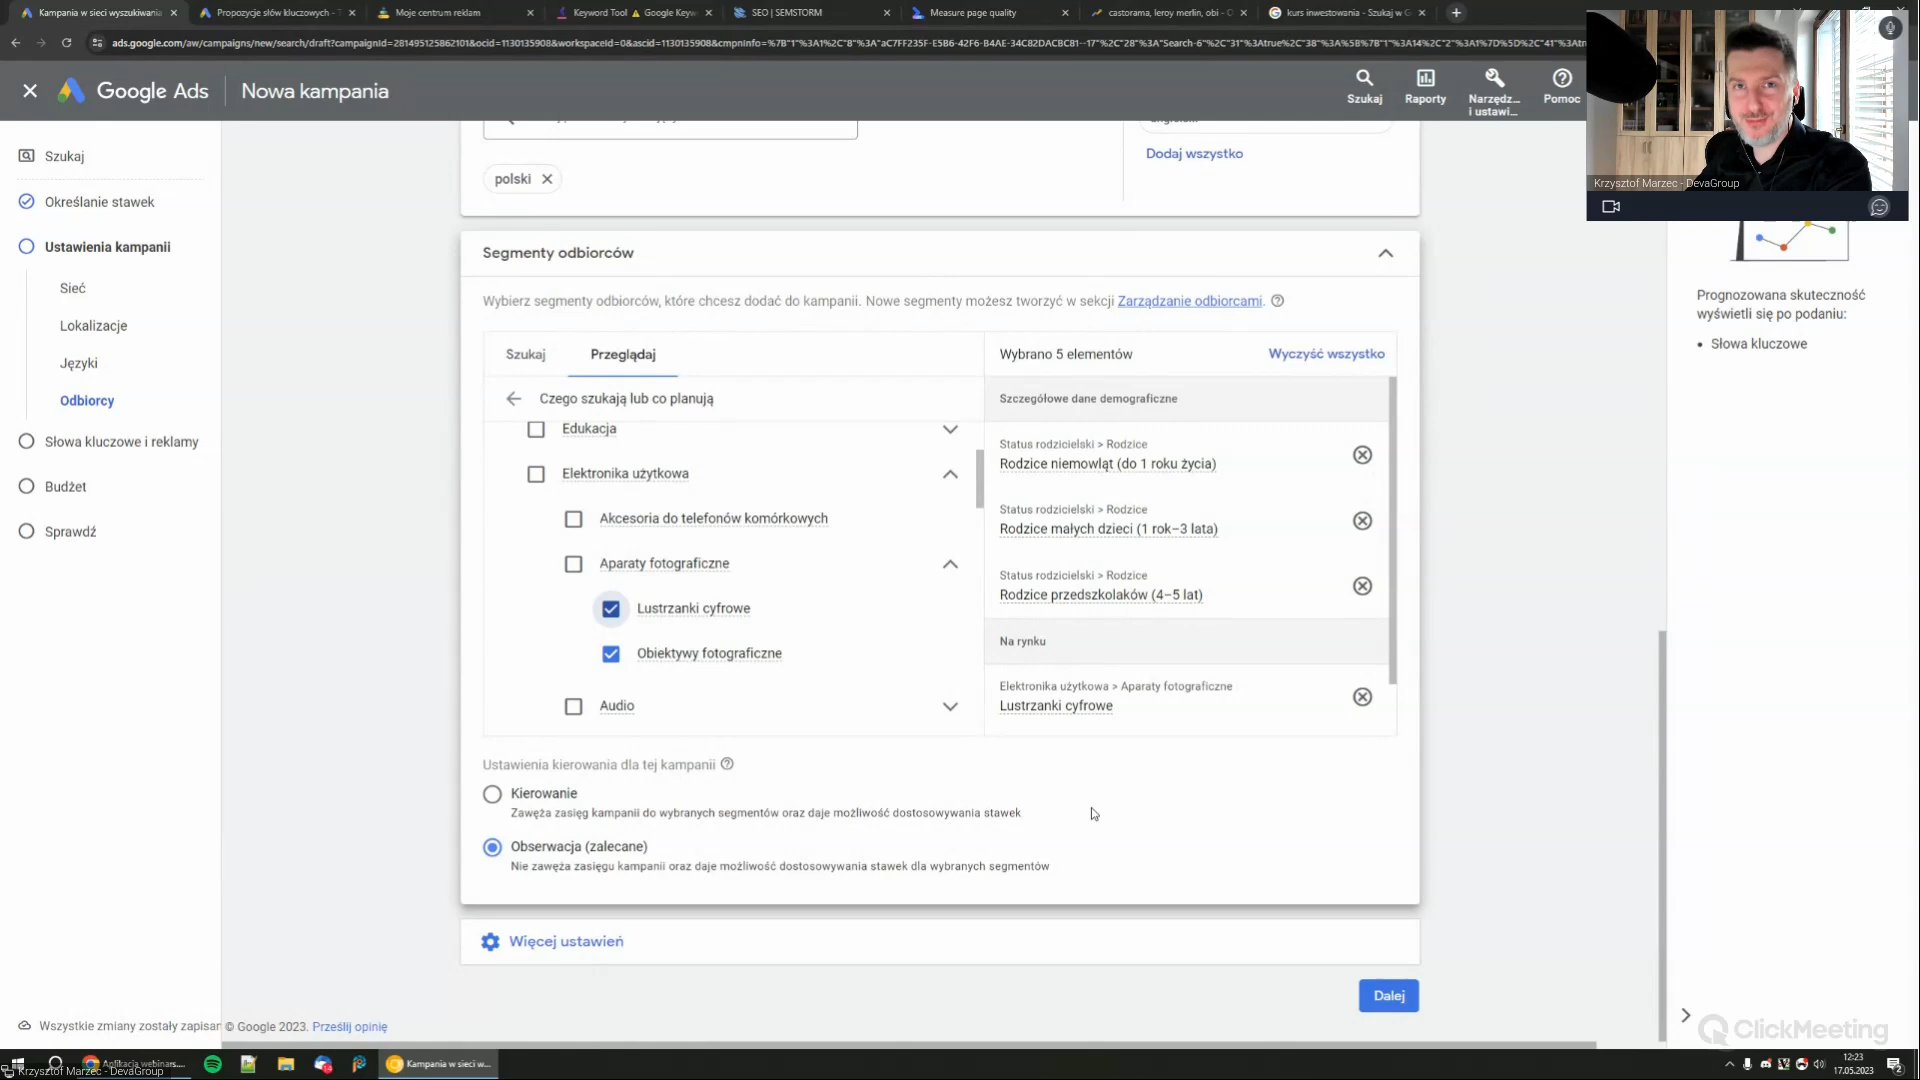 Kampania w sieci wyszukiwania
Propozycje słów kluczowych - T
Moje centrum reklam
Keyword Tool ⚠ Google Keyw
SEO | SEMSTORM
Measure page quality
castorama, leroy merlin, obi - O
kurs inwestowania - Szukaj w G
Google Ads
Nowa kampania
Szukaj
Raporty
Narzędz...
i ustawi...
Pomoc
Krzysztof Marzec - DevaGroup
Szukaj
Określanie stawek
Ustawienia kampanii
Sieć
Lokalizacje
Języki
Odbiorcy
Słowa kluczowe i reklamy
Budżet
Sprawdź
Dodaj wszystko
polski
Segmenty odbiorców
Wybierz segmenty odbiorców, które chcesz dodać do kampanii. Nowe segmenty możesz tworzyć w sekcji Zarządzanie odbiorcami.
Szukaj
Przeglądaj
Czego szukają lub co planują
Edukacja
Elektronika użytkowa
Akcesoria do telefonów komórkowych
Aparaty fotograficzne
Lustrzanki cyfrowe
Obiektywy fotograficzne
Audio
Wybrano 5 elementów
Wyczyść wszystko
Szczegółowe dane demograficzne
Status rodzicielski > Rodzice
Rodzice niemowląt (do 1 roku życia)
Status rodzicielski > Rodzice
Rodzice małych dzieci (1 rok–3 lata)
Status rodzicielski > Rodzice
Rodzice przedszkolaków (4–5 lat)
Na rynku
Elektronika użytkowa > Aparaty fotograficzne
Lustrzanki cyfrowe
Ustawienia kierowania dla tej kampanii
Kierowanie
Zawęża zasięg kampanii do wybranych segmentów oraz daje możliwość dostosowywania stawek
Obserwacja (zalecane)
Nie zawęża zasięgu kampanii oraz daje możliwość dostosowywania stawek dla wybranych segmentów
Więcej ustawień
Dalej
Prognozowana skuteczność
wyświetli się po podaniu:
• Słowa kluczowe
Wszystkie zmiany zostały zapisan
© Google 2023. Prześlij opinię
ClickMeeting
Aplikacja webinars...
Kampania w sieci w...
Krzysztof Marzec - DevaGroup
12:23
17.05.2023